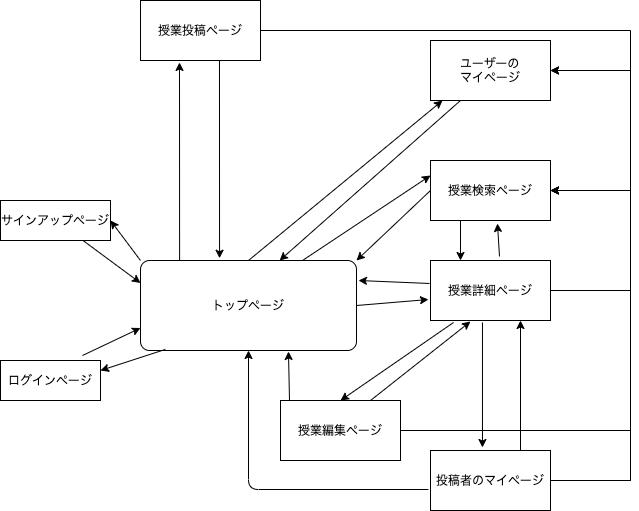 授業投稿ページ
ユーザーの
マイページ
授業検索ページ
サインアップページ
授業詳細ページ
トップページ
ログインページ
授業編集ページ
投稿者のマイページ